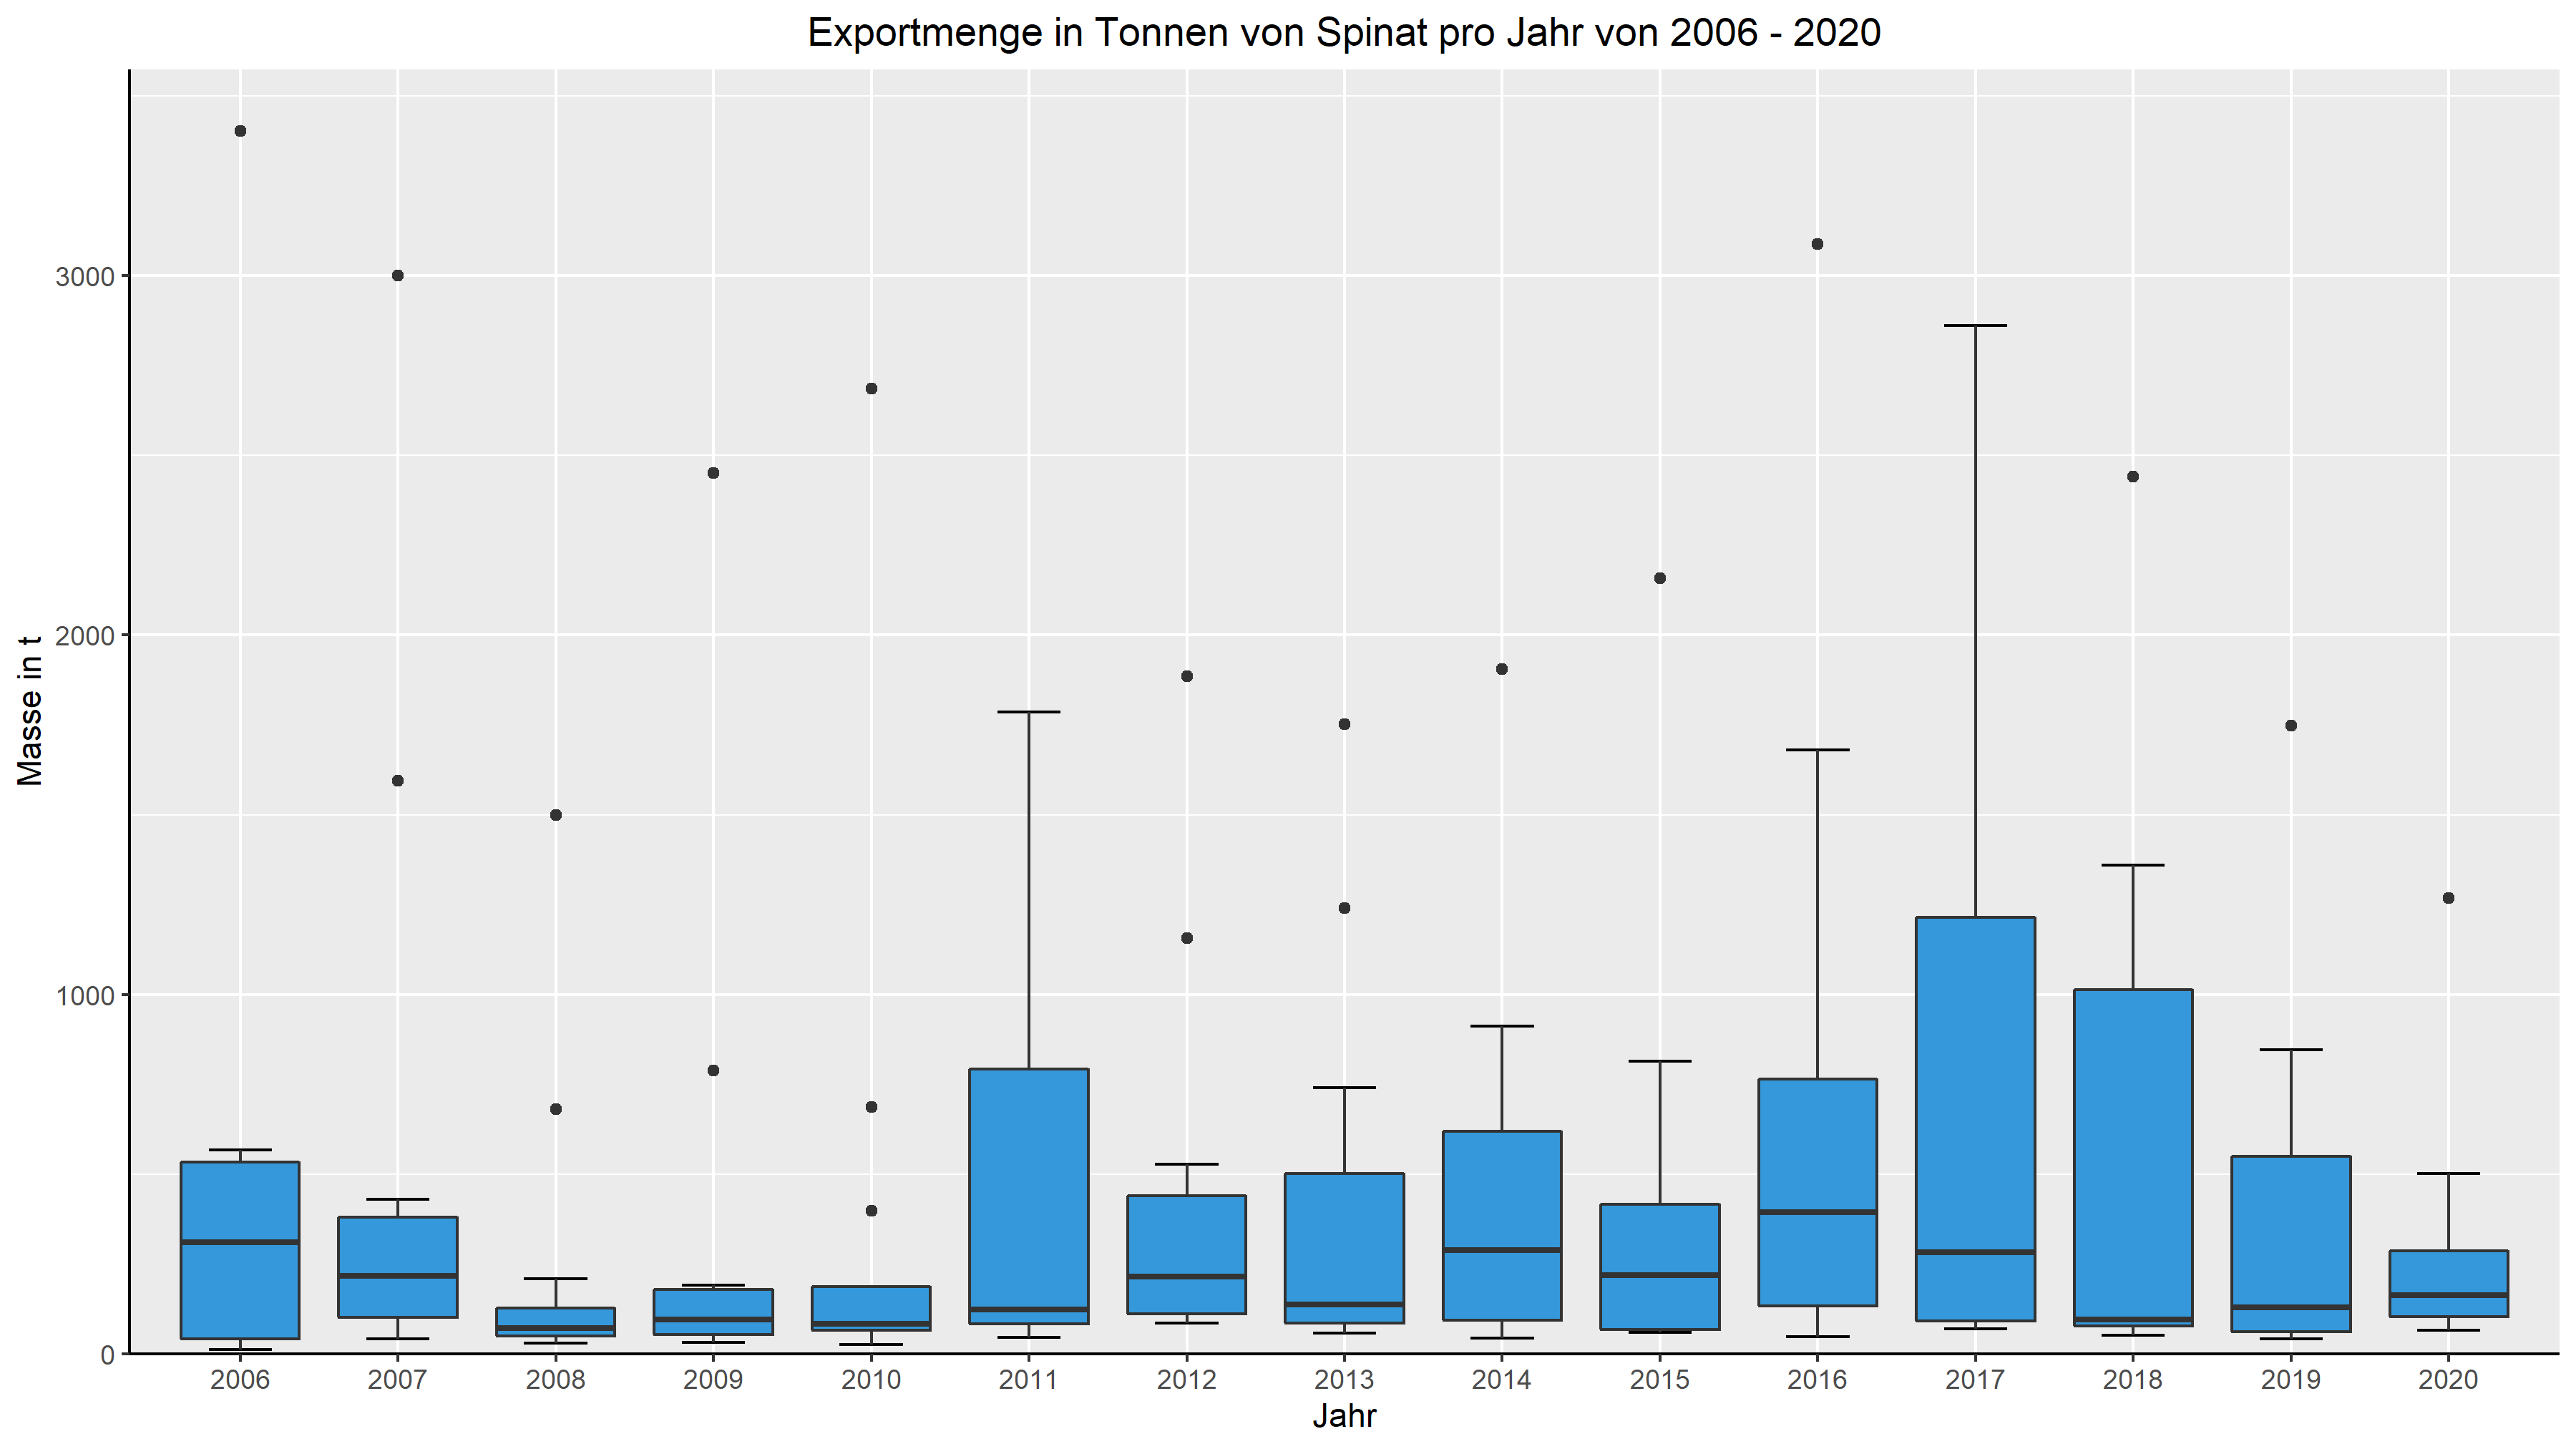 Exportmenge in Tonnen von Spinat pro Jahr von 2006 - 2020
Masse in t
3000
2000
1000
0
2006 2007 2008 2009 2010 2011 2012 2013 2014 2015 2016 2017 2018 2019 2020
Jahr